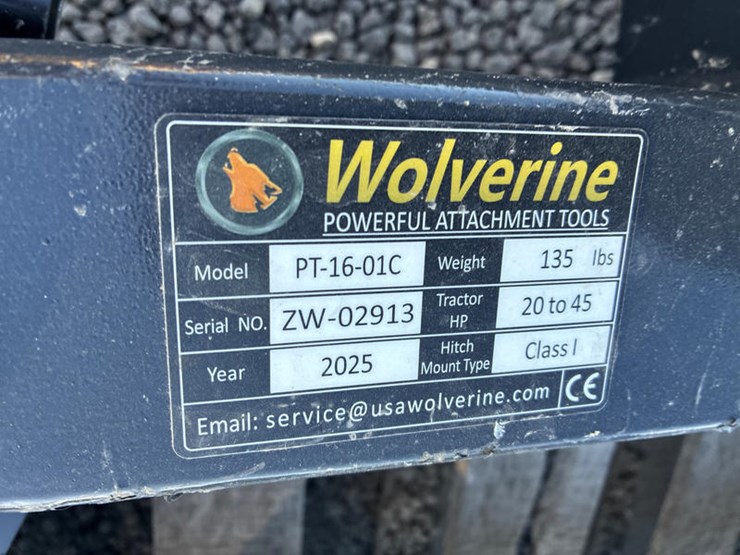 Wolverine
POWERFUL ATTACHMENT TOOLS
Model PT-16-01C Weight 135 lbs
Serial NO. ZW-02913 Tractor HP 20 to 45
Year 2025 Hitch Mount Type Class I
Email: service@usawolverine.com CE